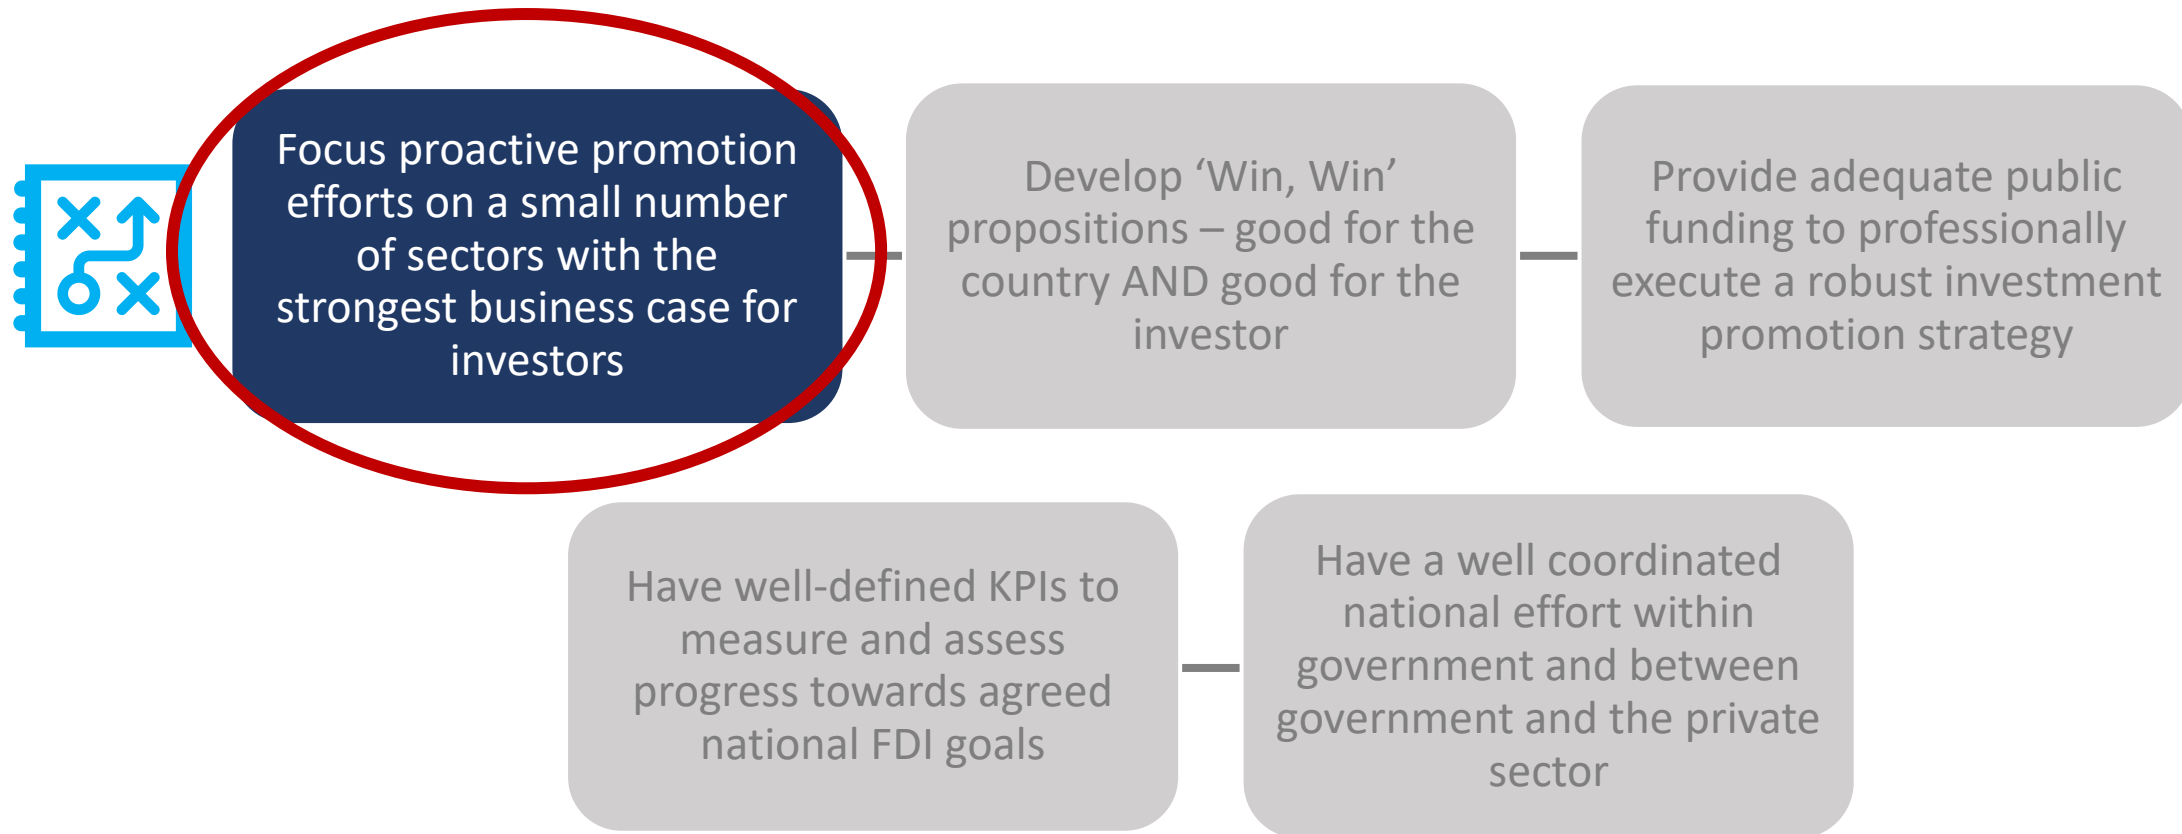 Focus proactive promotion
efforts on a small number
of sectors with the
strongest business case for
investors
Develop ‘Win, Win’
propositions – good for the
country AND good for the
investor
Provide adequate public
funding to professionally
execute a robust investment
promotion strategy
Have well-defined KPIs to
measure and assess
progress towards agreed
national FDI goals
Have a well coordinated
national effort within
government and between
government and the private
sector